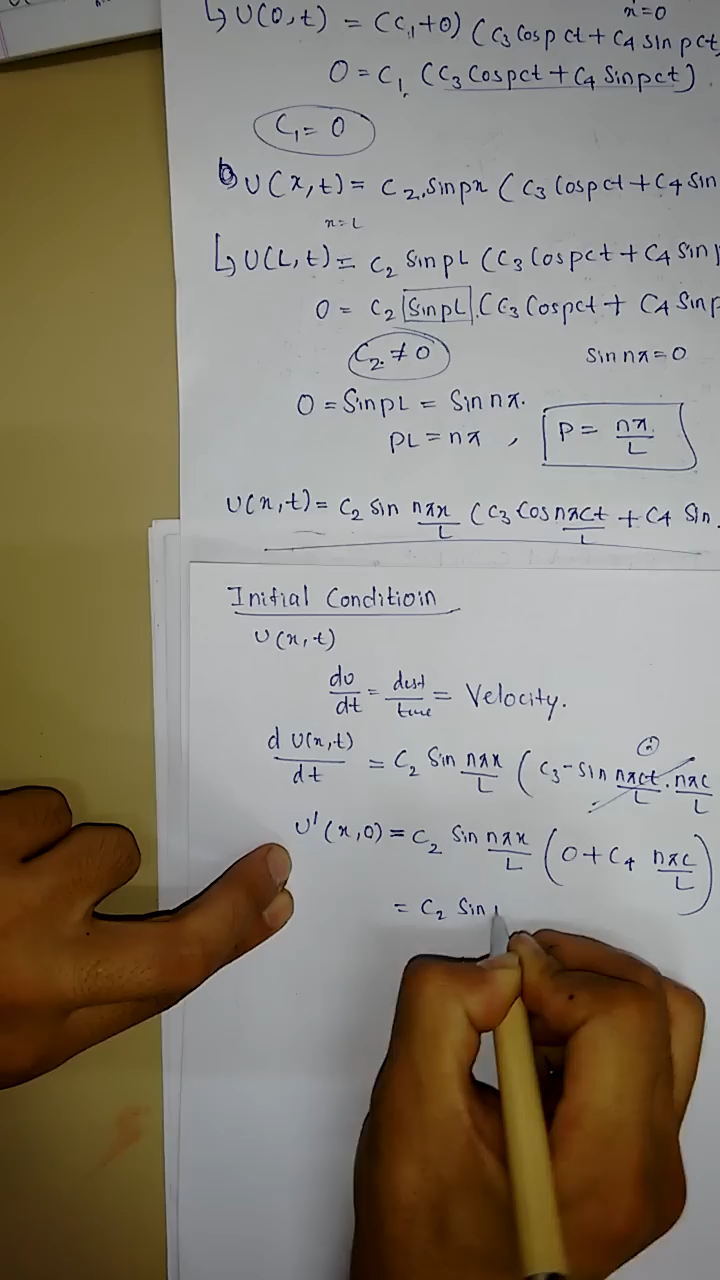 x=0
↳ U(0,t) = (C₁+0) (C₃ Cos pct + C₄ sin pct
0 = C₁ (C₃ Cospct + C₄ Sinpct)
C₁ = 0
U(x,t) = C₂ sinpx (C₃ Cospct + C₄ Sin
x=L
↳ U(L,t) = C₂ Sin pL (C₃ Cospct + C₄ Sin
0 = C₂ Sin pL (C₃ Cospct + C₄ Sinp
C₂ ≠ 0 Sin nπ = 0
0 = SinpL = Sin nπ.
PL = nπ , P = nπ/L
U(x,t) = C₂ sin nπx/L (C₃ Cos nπct/L + C₄ Sin
Initial Conditioin
U(x,t)
dU/dt = dist/time = Velocity.
d U(x,t)/dt = C₂ Sin nπx/L (C₃ -sin nπct/L . nπc/L
U'(x,0) = C₂ Sin nπx/L (0 + C₄ nπc/L)
= C₂ Sin